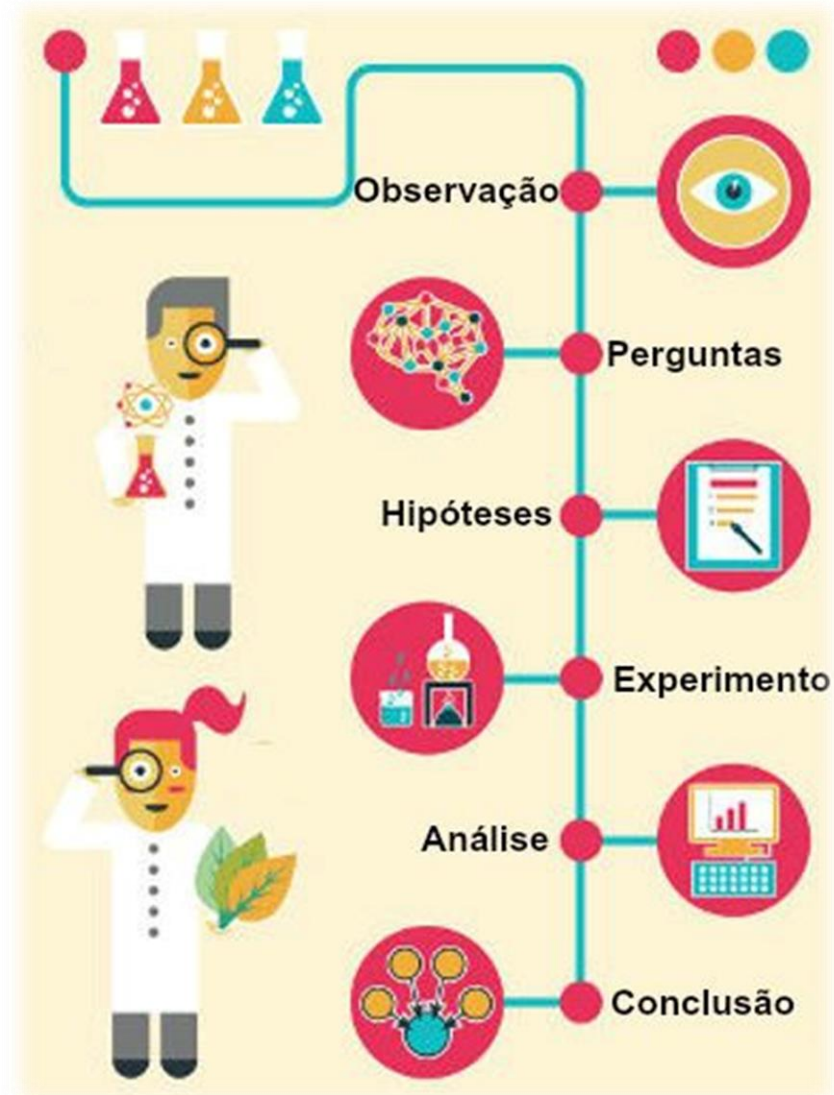 Observação
Perguntas
Hipóteses
Experimento
Análise
Conclusão